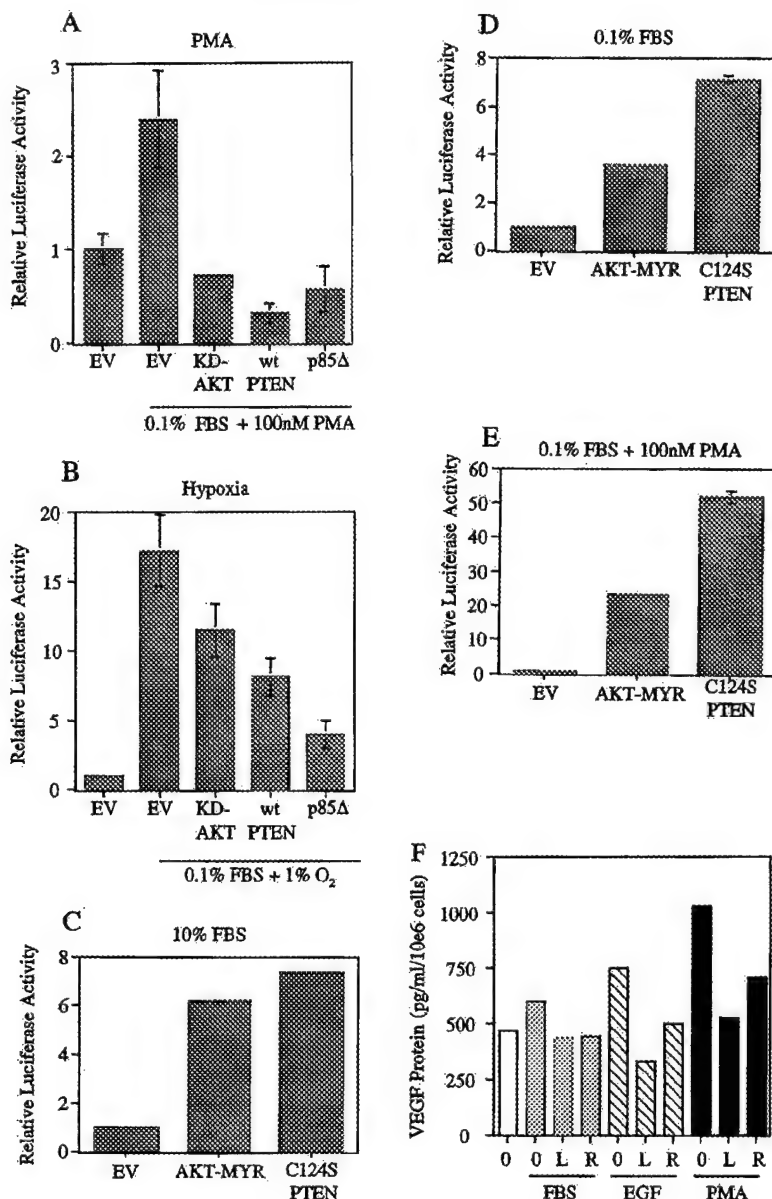 A
PMA
Relative Luciferase Activity
3
2
1
0
EV EV KD-AKT wt PTEN p85Δ
0.1% FBS + 100nM PMA
B
Hypoxia
Relative Luciferase Activity
20
15
10
5
0
EV EV KD-AKT wt PTEN p85Δ
0.1% FBS + 1% O₂
C
10% FBS
Relative Luciferase Activity
8
6
4
2
0
EV AKT-MYR C124S PTEN
D
0.1% FBS
Relative Luciferase Activity
8
6
4
2
0
EV AKT-MYR C124S PTEN
E
0.1% FBS + 100nM PMA
Relative Luciferase Activity
60
50
40
30
20
10
0
EV AKT-MYR C124S PTEN
F
VEGF Protein (pg/ml/10e6 cells)
1250
1000
750
500
250
0
0 0 L R 0 L R 0 L R
FBS EGF PMA